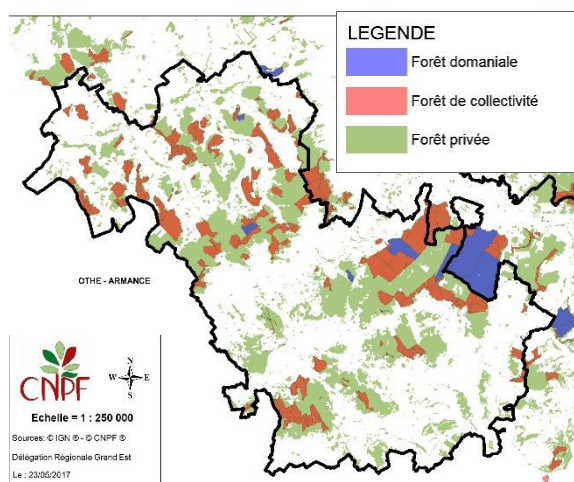 LEGENDE
Forêt domaniale
Forêt de collectivité
Forêt privée
OTHE - ARMANCE
CNPF
N
W E
S
Echelle = 1 : 250 000
Sources: © IGN ® - © CNPF ®
Délégation Régionale Grand Est
Le : 23/05/2017